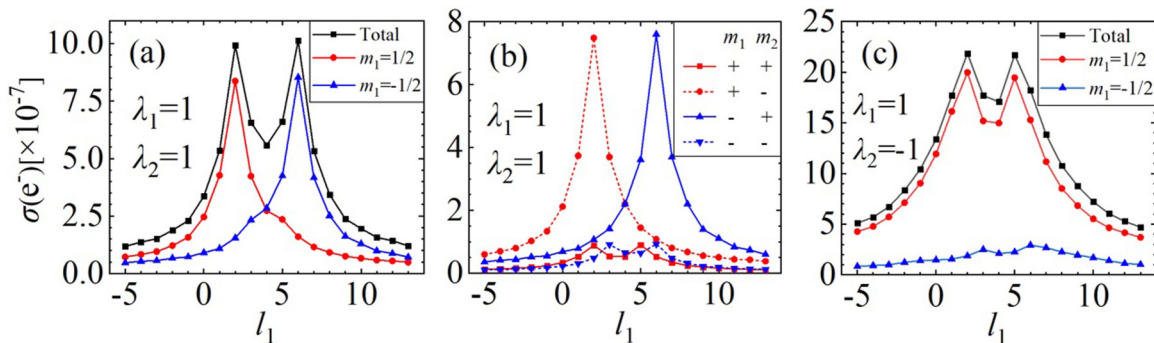 σ(e⁻)[×10⁻⁷]
(a)
10.0
7.5
5.0
2.5
0.0
Total
m₁=1/2
m₁=-1/2
λ₁=1
λ₂=1
-5 0 5 10
l₁
(b)
8
6
4
2
0
m₁ m₂
+ +
+ -
- +
- -
λ₁=1
λ₂=1
-5 0 5 10
l₁
(c)
25
20
15
10
5
0
Total
m₁=1/2
m₁=-1/2
λ₁=1
λ₂=-1
-5 0 5 10
l₁